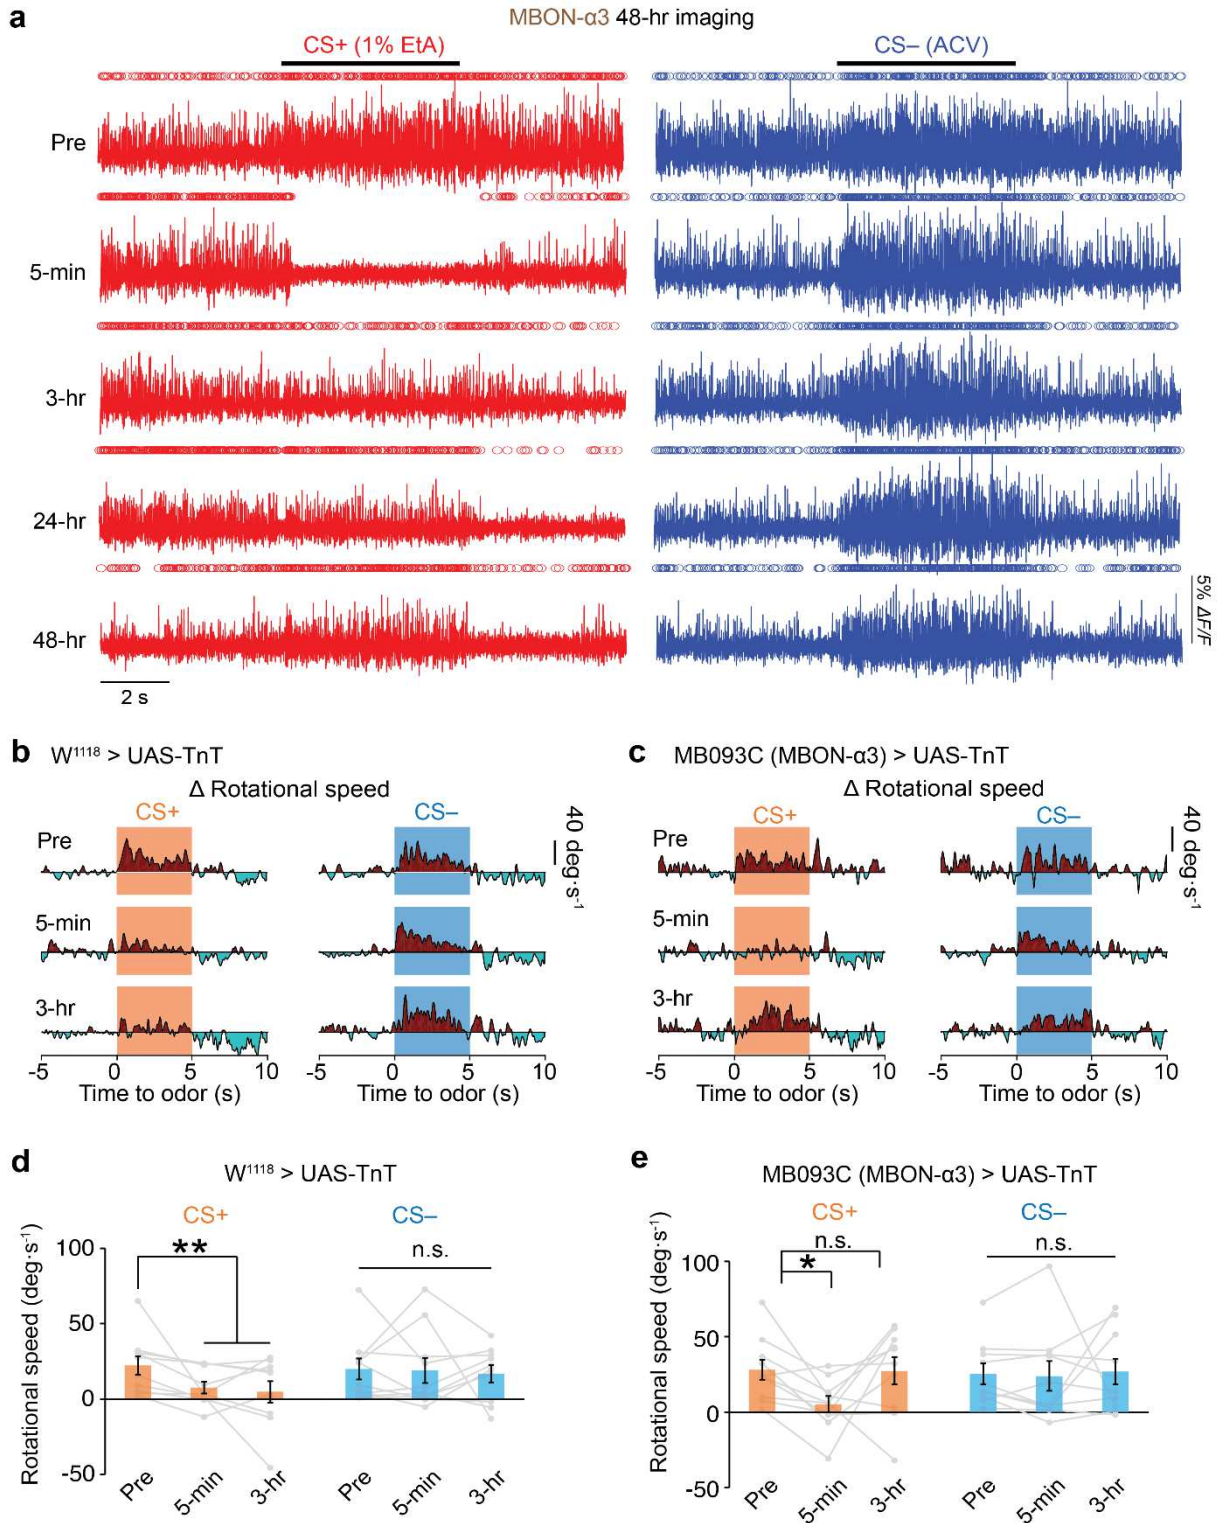 a
MBON-α3 48-hr imaging
CS+ (1% EtA)
CS– (ACV)
Pre
5-min
3-hr
24-hr
48-hr
5% ΔF/F
2 s
b W¹¹¹⁸ > UAS-TnT
Δ Rotational speed
CS+
CS–
40 deg·s⁻¹
Pre
5-min
3-hr
-5 0 5 10
-5 0 5 10
Time to odor (s)
Time to odor (s)
c MB093C (MBON-α3) > UAS-TnT
Δ Rotational speed
CS+
CS–
40 deg·s⁻¹
Pre
5-min
3-hr
-5 0 5 10
-5 0 5 10
Time to odor (s)
Time to odor (s)
d
W¹¹¹⁸ > UAS-TnT
CS+
CS–
Rotational speed (deg·s⁻¹)
100
50
0
-50
**
n.s.
Pre 5-min 3-hr
Pre 5-min 3-hr
e
MB093C (MBON-α3) > UAS-TnT
CS+
CS–
Rotational speed (deg·s⁻¹)
100
50
0
-50
n.s.
*
n.s.
Pre 5-min 3-hr
Pre 5-min 3-hr